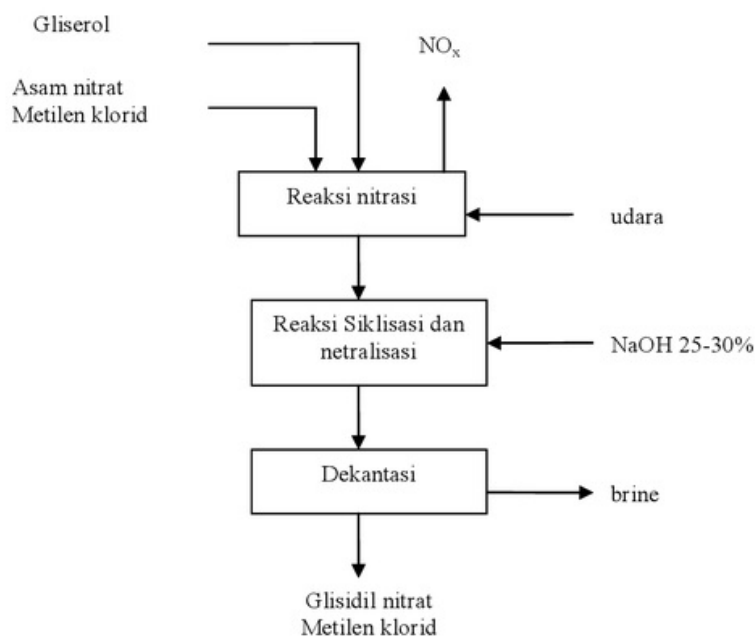 Gliserol
NOx
Asam nitrat
Metilen klorid
Reaksi nitrasi
udara
Reaksi Siklisasi dan
netralisasi
NaOH 25-30%
Dekantasi
brine
Glisidil nitrat
Metilen klorid